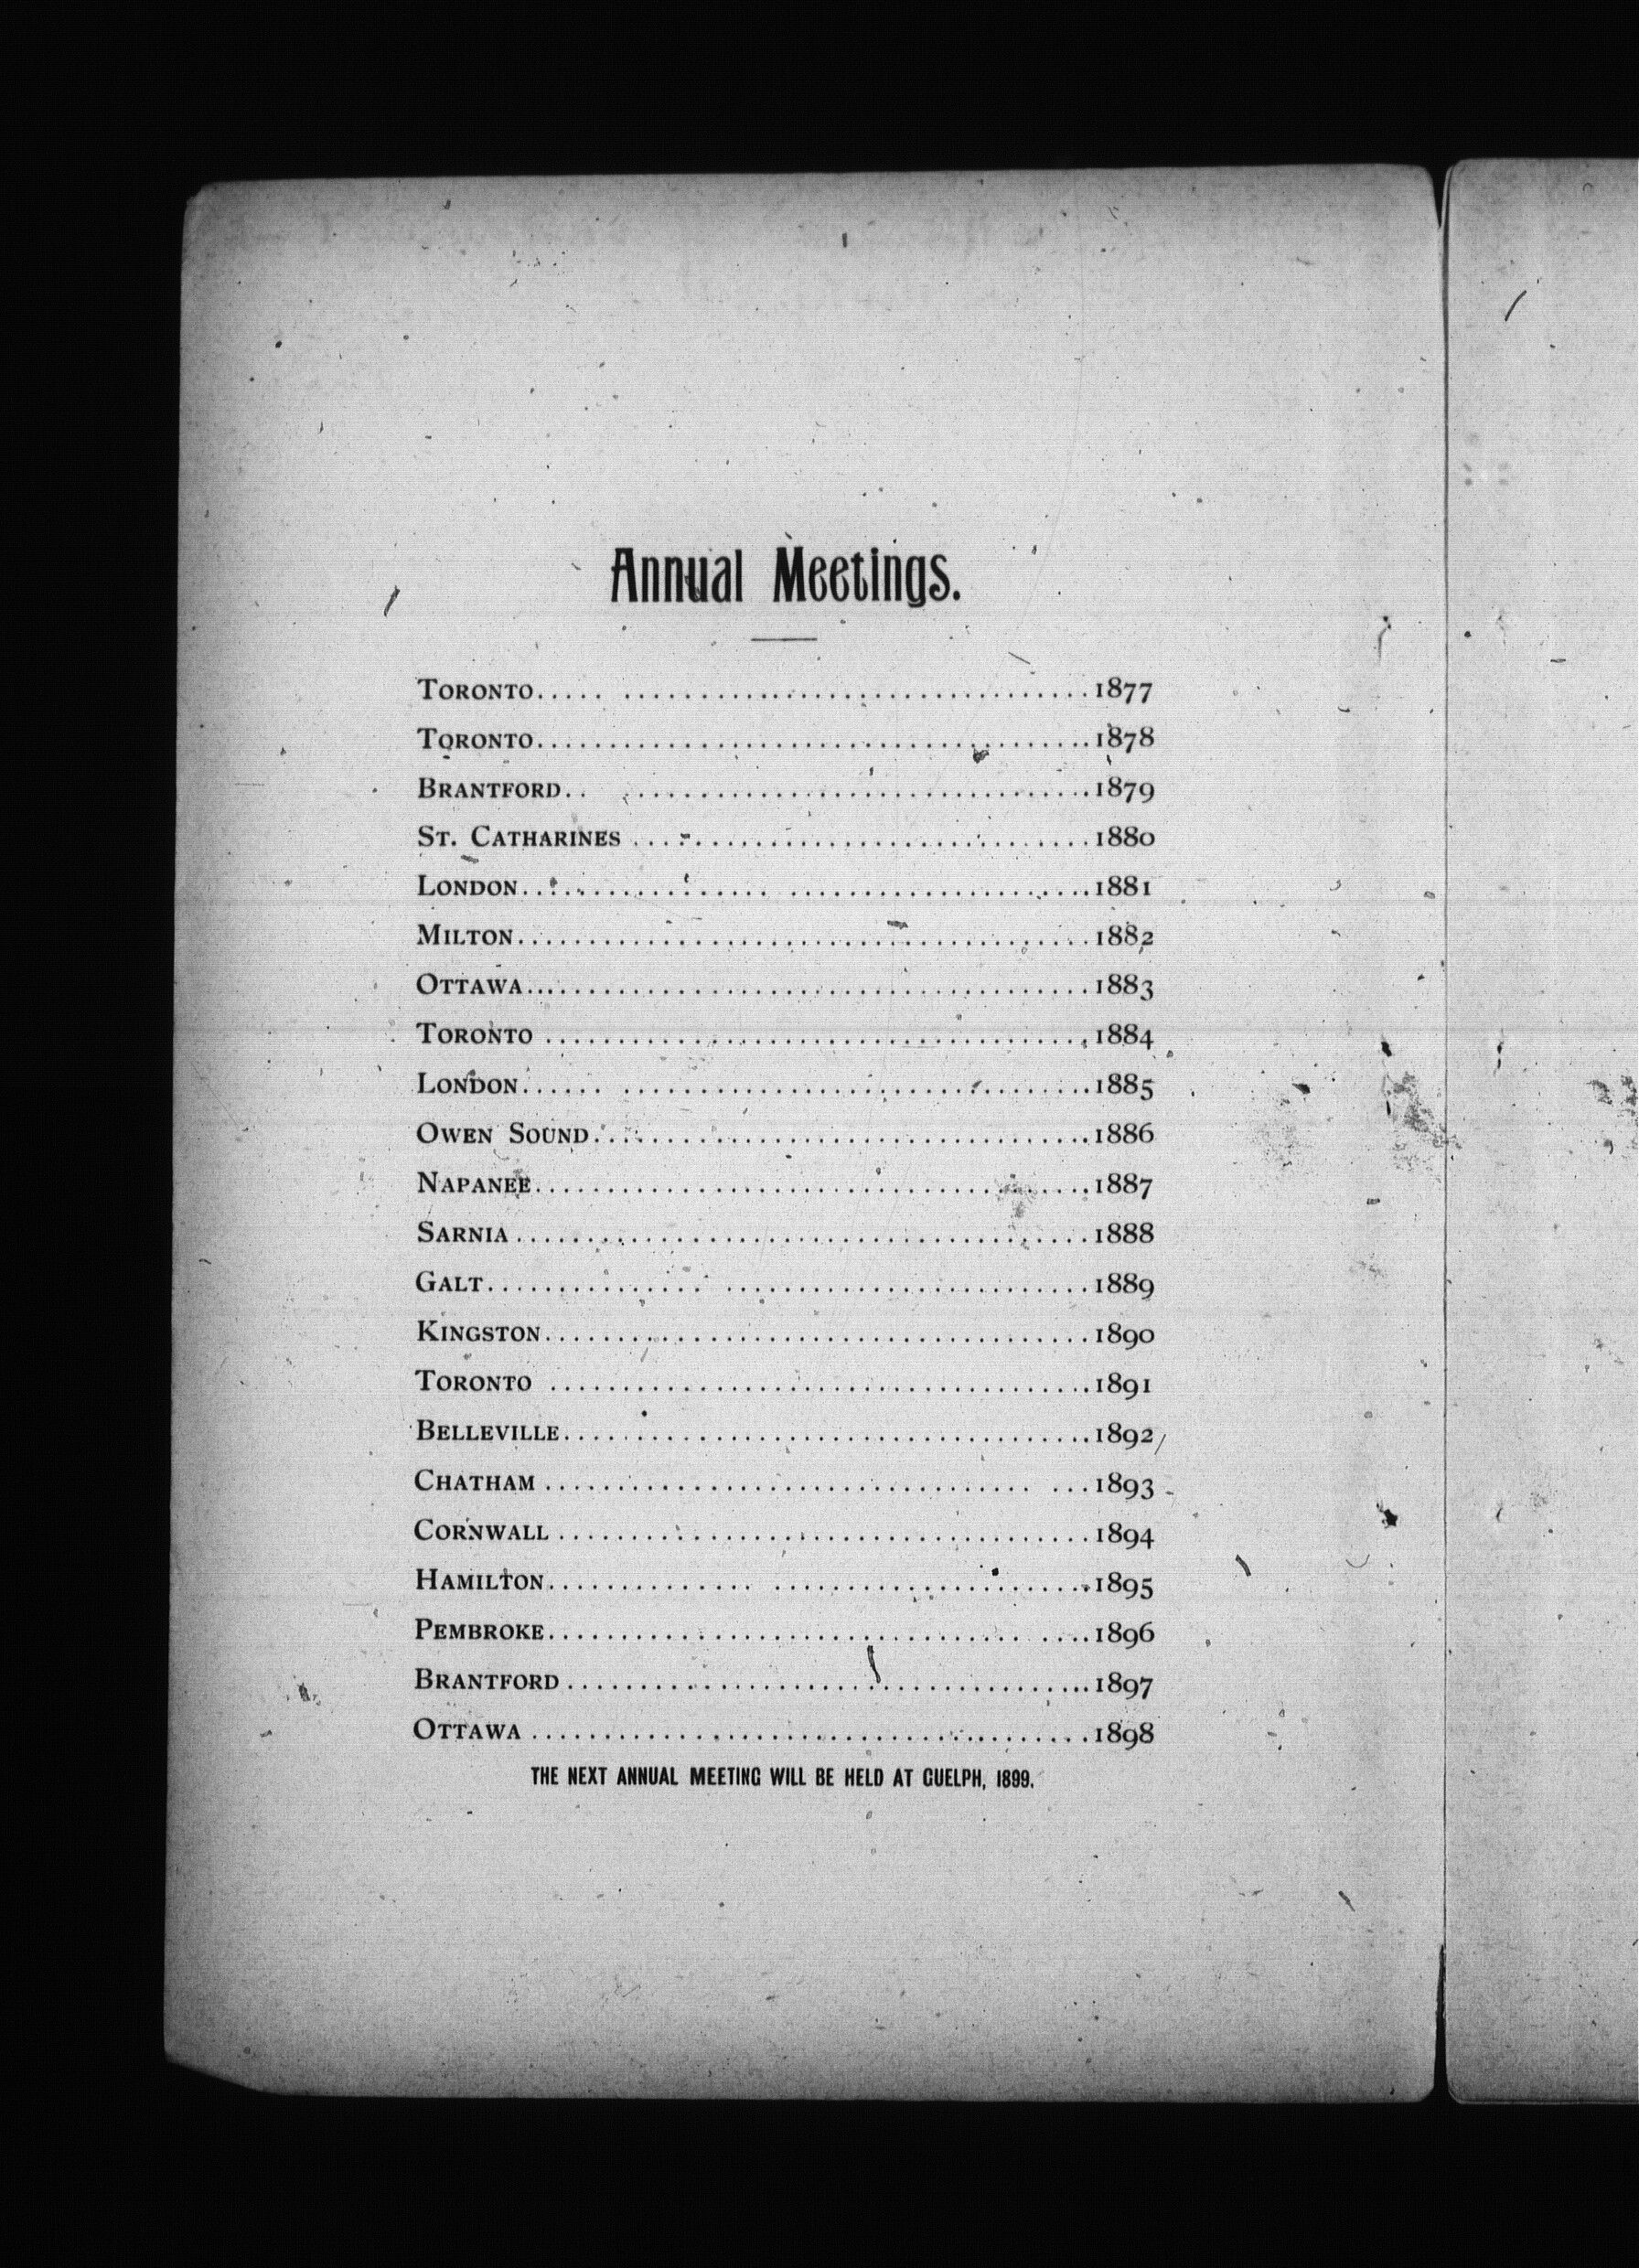 Annual Meetings.
TORONTO..... .................................1877
TORONTO.......................................1878
BRANTFORD.. .................................1879
ST. CATHARINES ................................1880
LONDON................. .....................1881
MILTON........................................1882
OTTAWA.......................................1883
TORONTO ......................................1884
LONDON...... .................................1885
OWEN SOUND...................................1886
NAPANEE.......................................1887
SARNIA........................................1888
GALT............... ..........................1889
KINGSTON......................................1890
TORONTO ......................................1891
BELLEVILLE.....................................1892
CHATHAM .................................. ...1893
CORNWALL .....................................1894
HAMILTON.............. ......................1895
PEMBROKE................................. ....1896
BRANTFORD.....................................1897
OTTAWA .......................................1898
THE NEXT ANNUAL MEETING WILL BE HELD AT GUELPH, 1899.